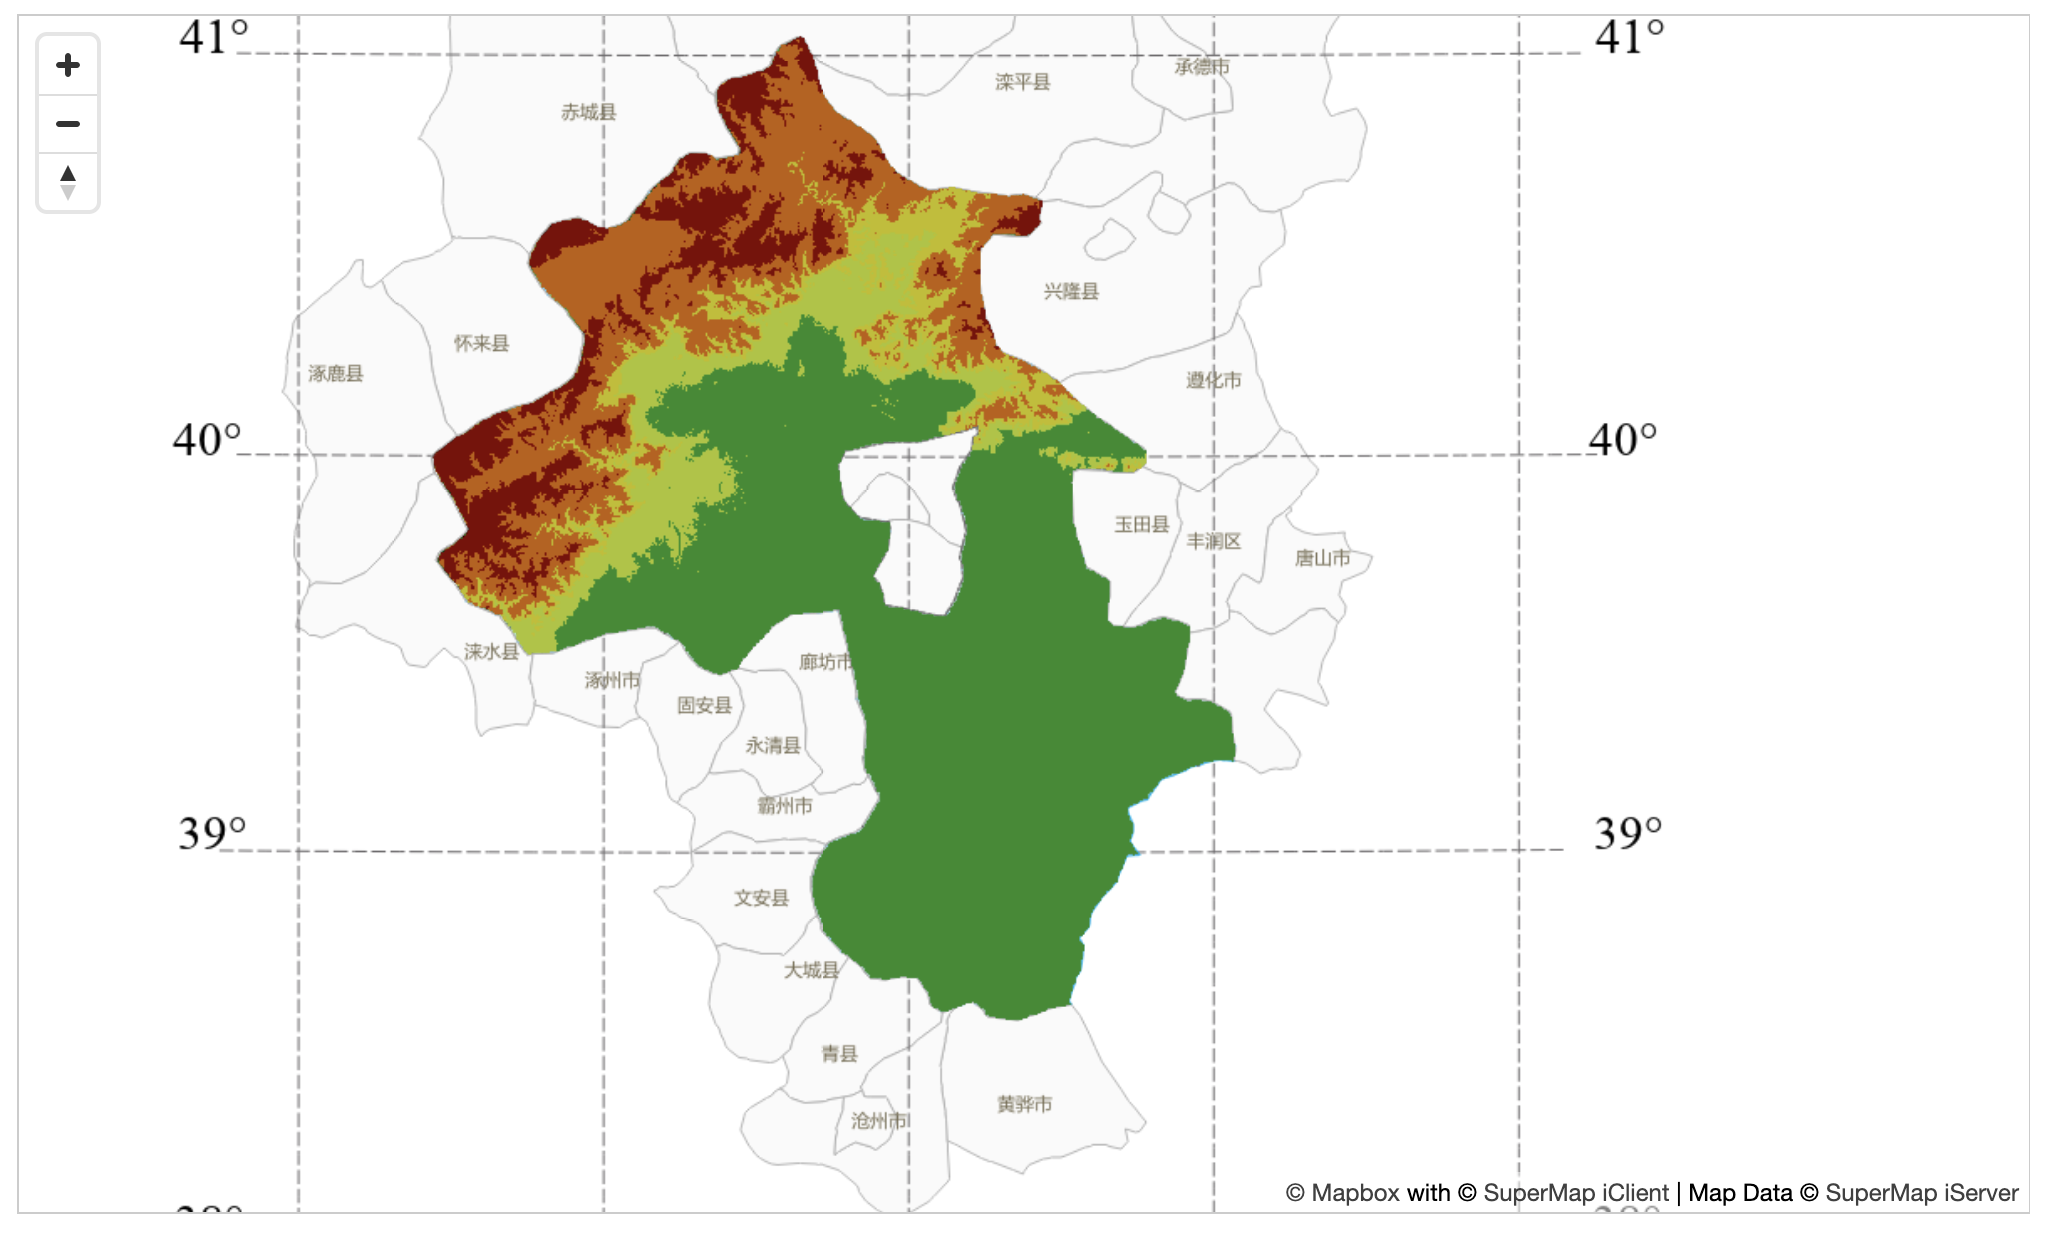 41°
41°
滦平县
承德市
赤城县
兴隆县
怀来县
涿鹿县
遵化市
40°
40°
玉田县
丰润区
唐山市
涞水县
廊坊市
涿州市
固安县
永清县
霸州市
39°
39°
文安县
大城县
青县
黄骅市
沧州市
© Mapbox with © SuperMap iClient | Map Data © SuperMap iServer